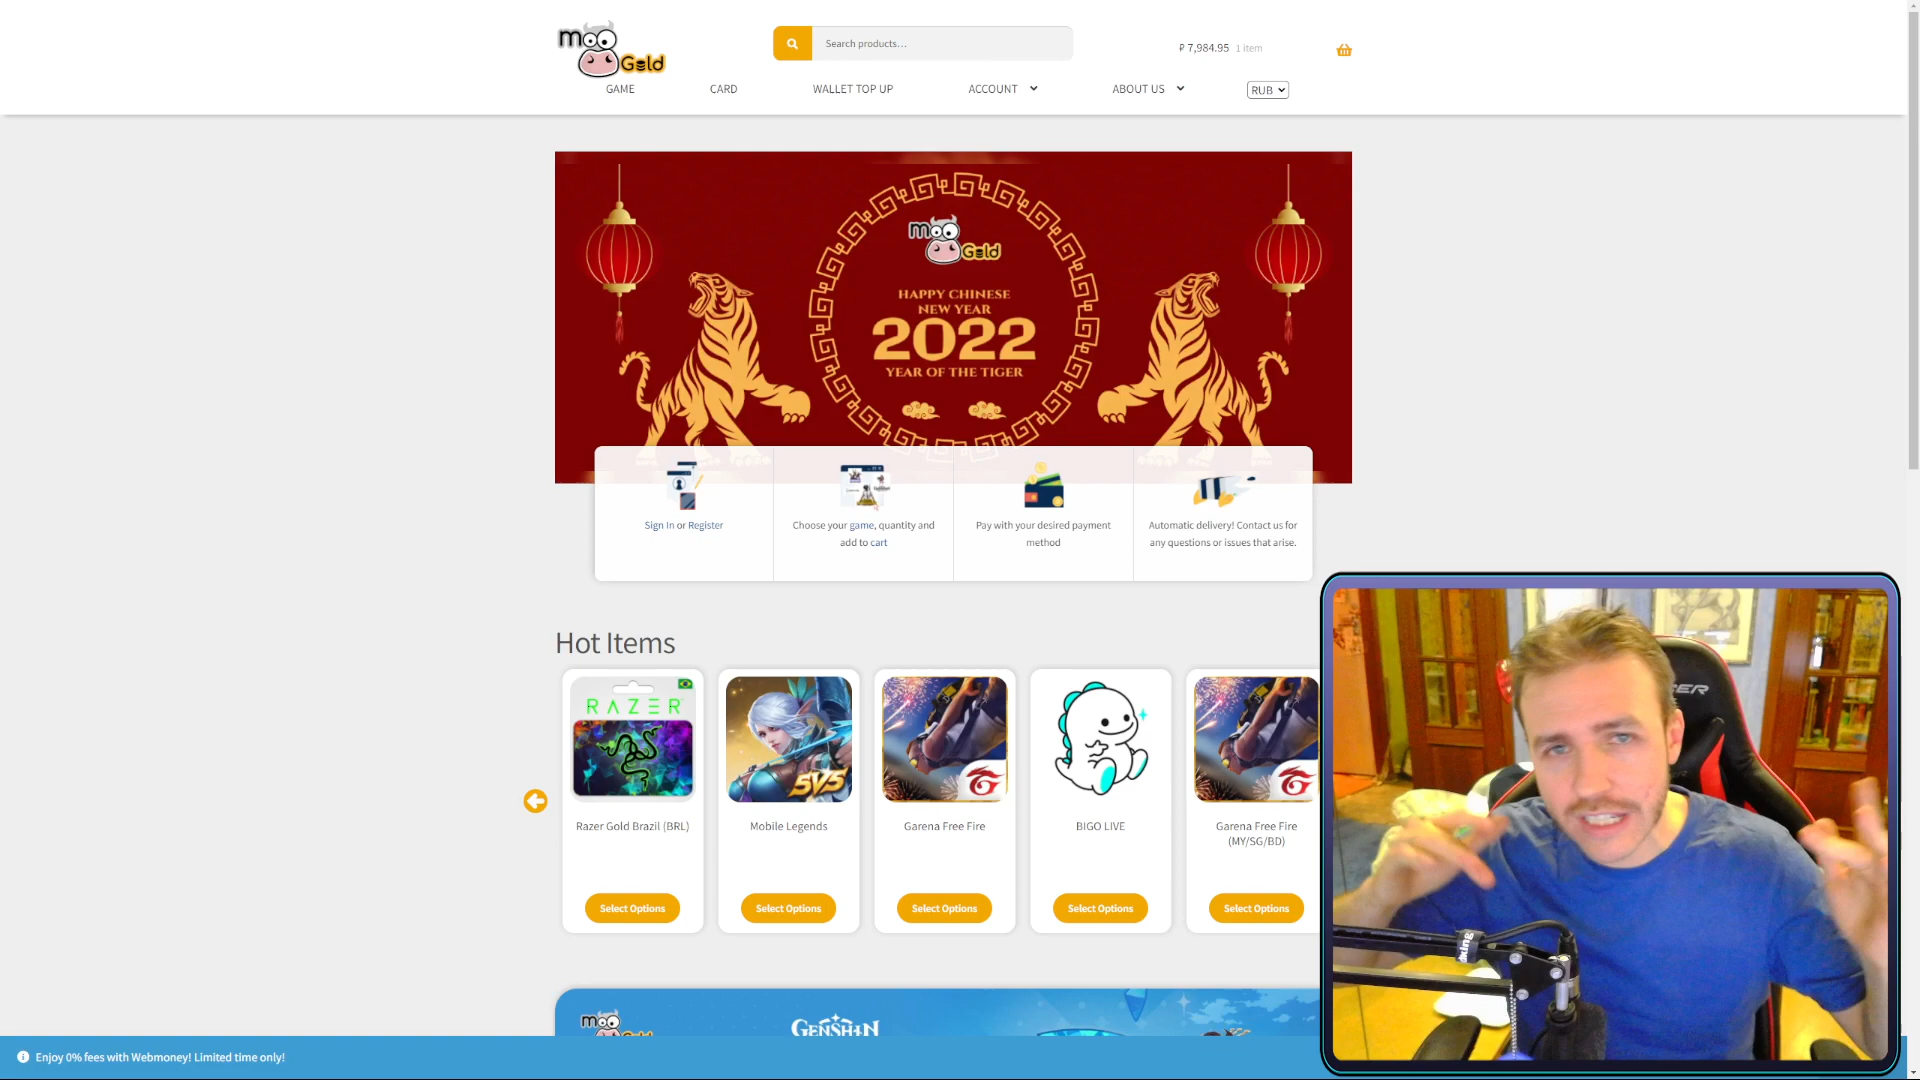 moo
Gold
Search products...
₽ 7,984.95 1 item
GAME
CARD
WALLET TOP UP
ACCOUNT
ABOUT US
RUB
moo
Gold
HAPPY CHINESE
NEW YEAR
2022
YEAR OF THE TIGER
Sign In or Register
Choose your game, quantity and
add to cart
Pay with your desired payment
method
Automatic delivery! Contact us for
any questions or issues that arise.
Hot Items
RAZER
5V5
Razer Gold Brazil (BRL)
Mobile Legends
Garena Free Fire
BIGO LIVE
Garena Free Fire
(MY/SG/BD)
Select Options
Select Options
Select Options
Select Options
Select Options
moo
Gold
GENSHIN
Enjoy 0% fees with Webmoney! Limited time only!